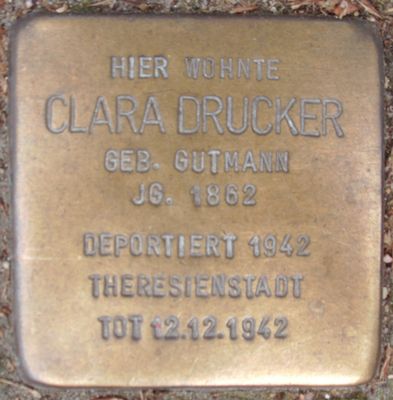 HIER WOHNTE
CLARA DRUCKER
GEB. GUTMANN
JG. 1862
DEPORTIERT 1942
THERESIENSTADT
TOT 12.12.1942